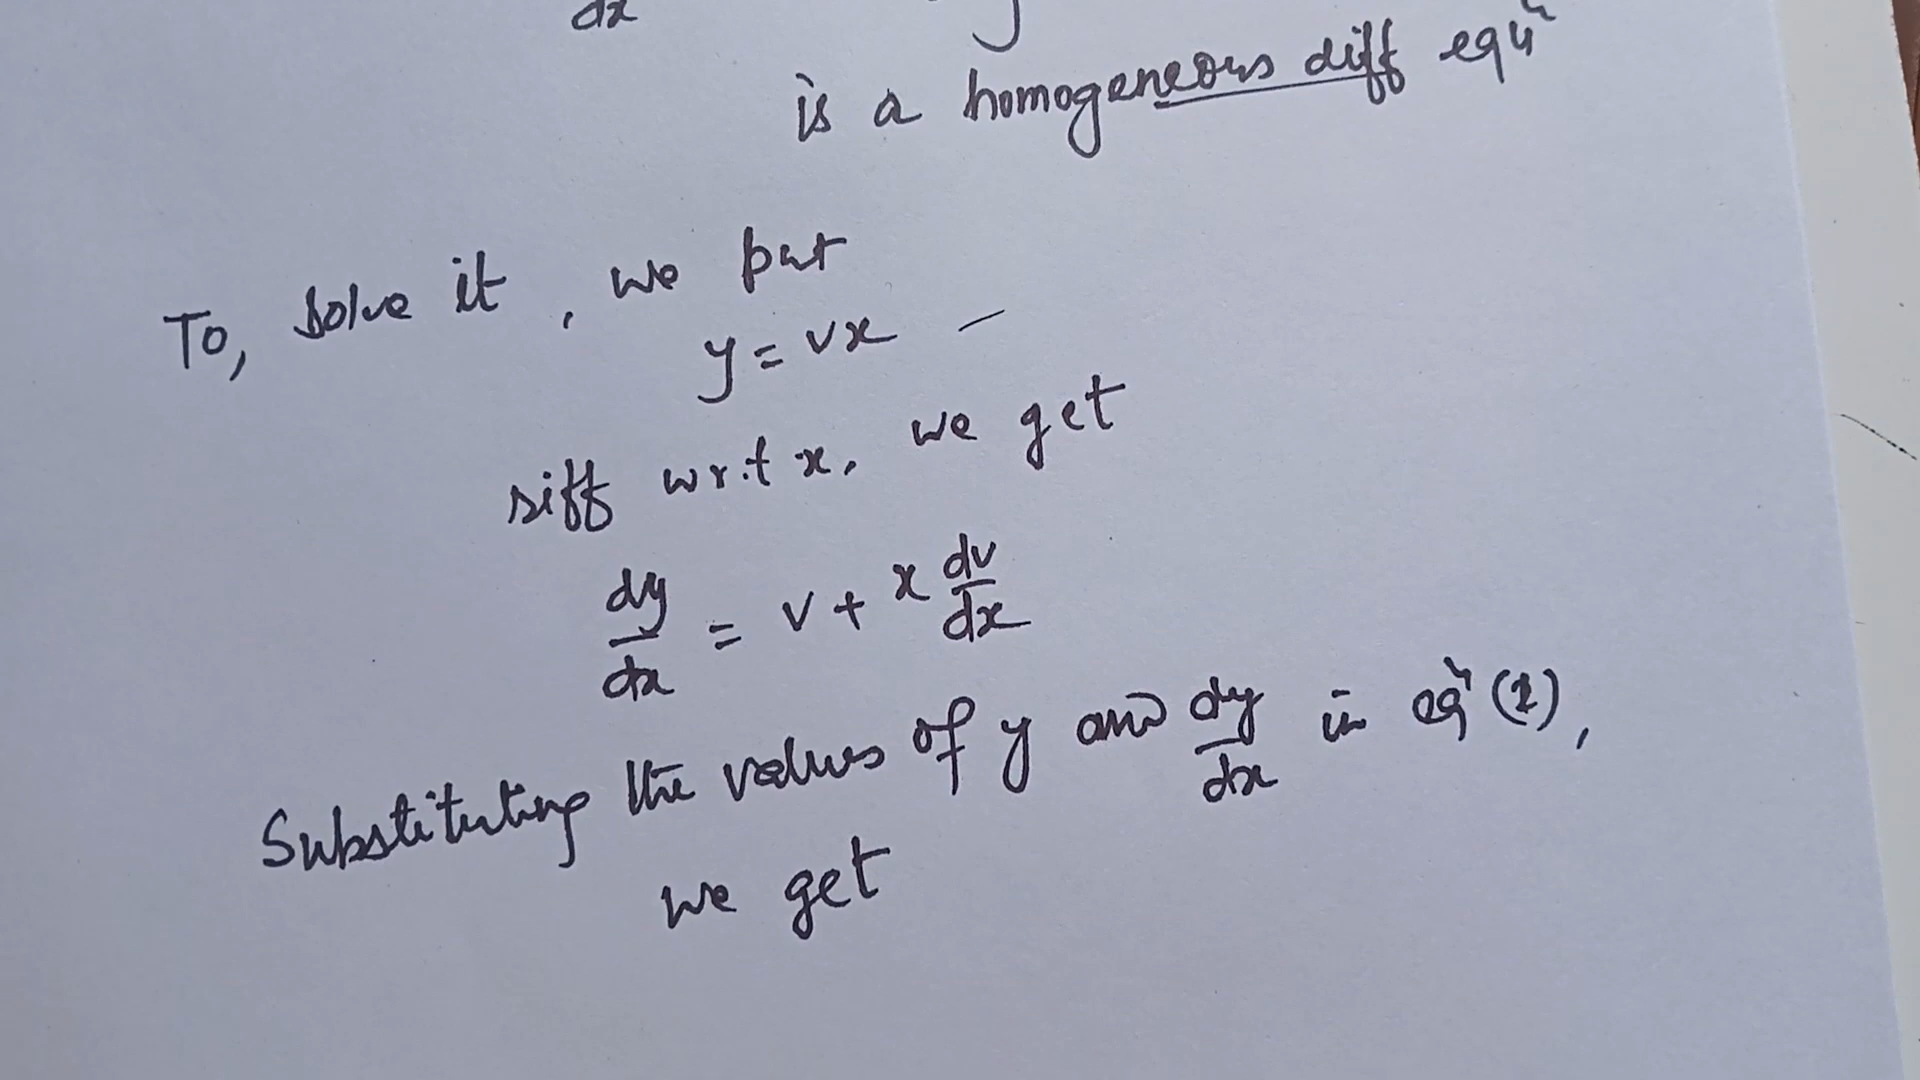 dx
is a homogeneous diff eqn
To, solve it, we put
y = vx —
diff w.r.t x, we get
dy/dx = v + x dv/dx
Substituting the values of y and dy/dx in eqn (1),
we get